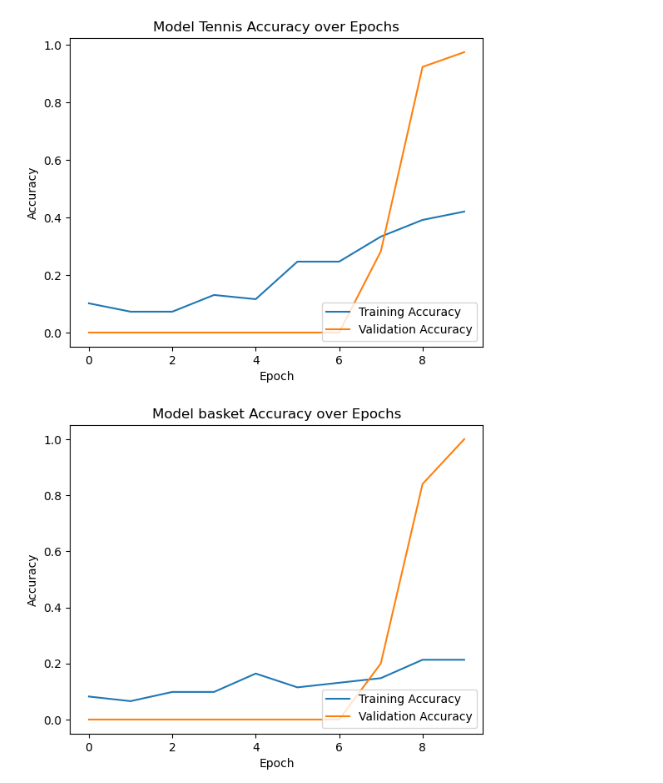 Model Tennis Accuracy over Epochs
1.0
0.8
0.6
0.4
0.2
0.0
Accuracy
Training Accuracy
Validation Accuracy
0 2 4 6 8
Epoch
Model basket Accuracy over Epochs
1.0
0.8
0.6
0.4
0.2
0.0
Accuracy
Training Accuracy
Validation Accuracy
0 2 4 6 8
Epoch